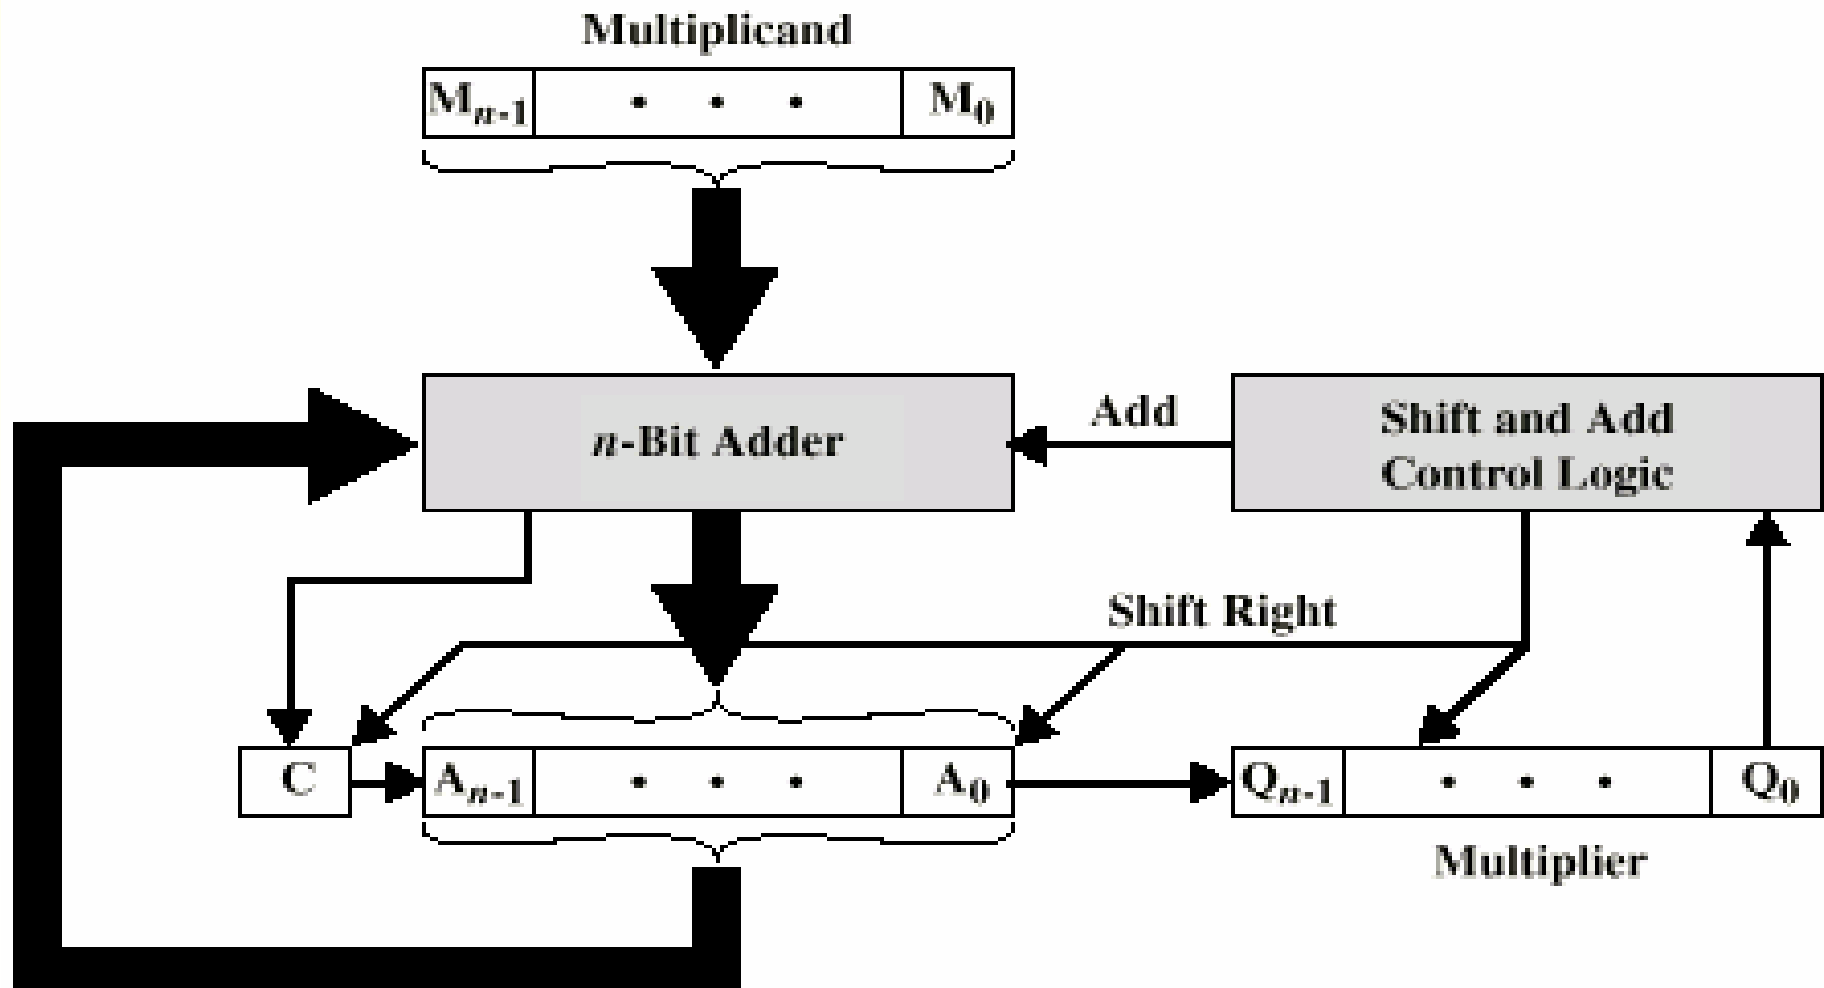 Multiplicand
Mn-1 • • • M0
n-Bit Adder
Add
Shift and Add
Control Logic
Shift Right
C
An-1 • • • A0
Qn-1 • • • Q0
Multiplier